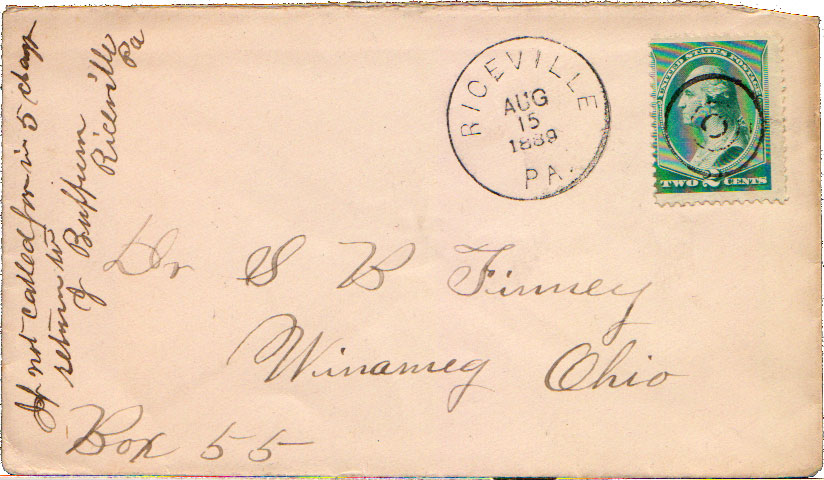 If not called for in 5 days
return to
J Buffum
Riceville
Pa
RICEVILLE
AUG
15
1889
PA.
UNITED STATES POSTAGE
TWO 2 CENTS
Dr S B Finney
Winameg Ohio
Box 55